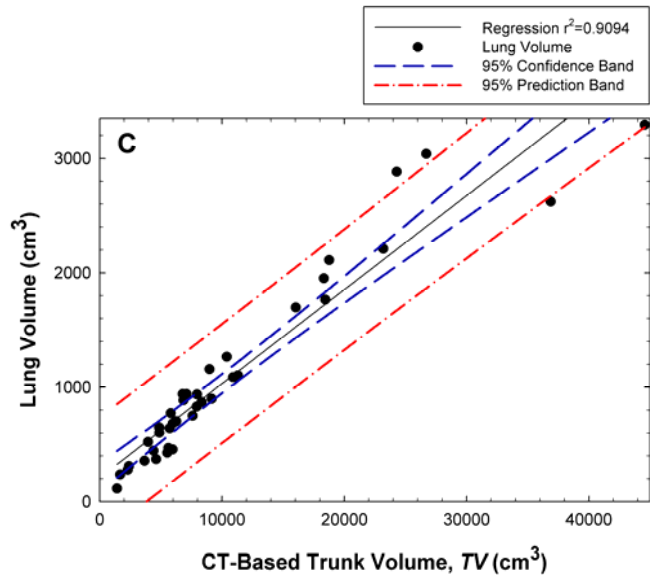 Regression r²=0.9094
Lung Volume
95% Confidence Band
95% Prediction Band
C
3000
2000
1000
0
Lung Volume (cm³)
0 10000 20000 30000 40000
CT-Based Trunk Volume, TV (cm³)